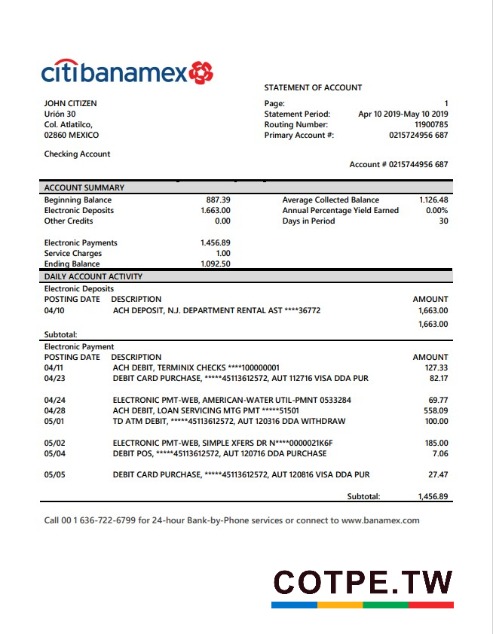 citibanamex
STATEMENT OF ACCOUNT
JOHN CITIZEN
Urión 30
Col. Atlatilco,
02860 MEXICO
Page: 1
Statement Period: Apr 10 2019-May 10 2019
Routing Number: 11900785
Primary Account #: 0215724956 687
Checking Account
Account # 0215744956 687
ACCOUNT SUMMARY
Beginning Balance 887.39 Average Collected Balance 1.126.48
Electronic Deposits 1.663.00 Annual Percentage Yield Earned 0.00%
Other Credits 0.00 Days in Period 30
Electronic Payments 1.456.89
Service Charges 1.00
Ending Balance 1.092.50
DAILY ACCOUNT ACTIVITY
Electronic Deposits
POSTING DATE DESCRIPTION AMOUNT
04/10 ACH DEPOSIT, N.J. DEPARTMENT RENTAL AST ****36772 1,663.00
1,663.00
Subtotal:
Electronic Payment
POSTING DATE DESCRIPTION AMOUNT
04/11 ACH DEBIT, TERMINIX CHECKS ****100000001 127.33
04/23 DEBIT CARD PURCHASE, *****45113612572, AUT 112716 VISA DDA PUR 82.17
04/24 ELECTRONIC PMT-WEB, AMERICAN-WATER UTIL-PMNT 0533284 69.77
04/28 ACH DEBIT, LOAN SERVICING MTG PMT *****51501 558.09
05/01 TD ATM DEBIT, *****45113612572, AUT 120316 DDA WITHDRAW 100.00
05/02 ELECTRONIC PMT-WEB, SIMPLE XFERS DR N****0000021K6F 185.00
05/04 DEBIT POS, *****45113612572, AUT 120716 DDA PURCHASE 7.06
05/05 DEBIT CARD PURCHASE, *****45113612572, AUT 120816 VISA DDA PUR 27.47
Subtotal: 1,456.89
Call 00 1 636-722-6799 for 24-hour Bank-by-Phone services or connect to www.banamex.com
COTPE.TW